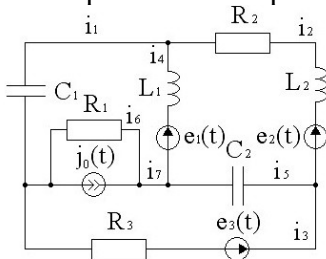 i₁
R₂
i₂
i₄
C₁
L₁
L₂
R₁
i₆
e₁(t)
e₂(t)
j₀(t)
C₂
i₇
i₅
e₃(t)
R₃
i₃